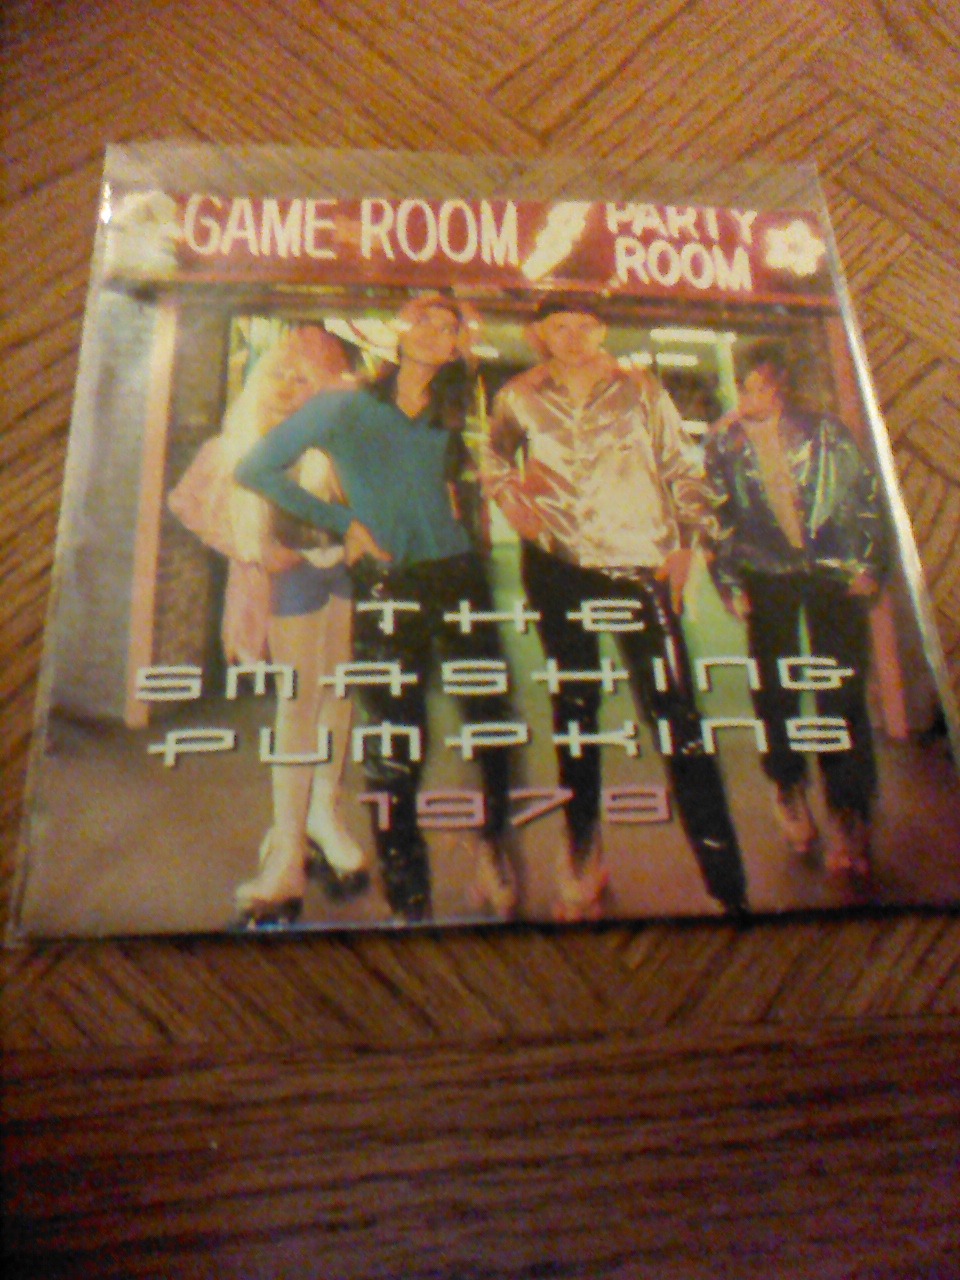 GAME ROOM
PARTY
ROOM
THE
SMASHING
PUMPKINS
1979